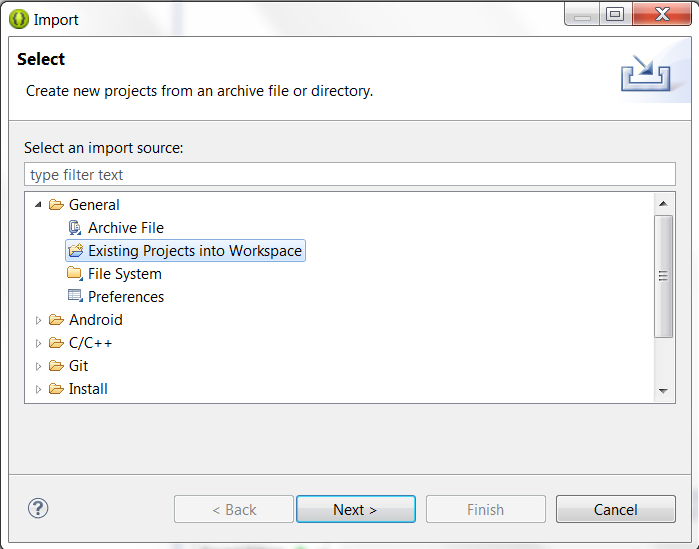 Import
Select
Create new projects from an archive file or directory.
Select an import source:
type filter text
General
Archive File
Existing Projects into Workspace
File System
Preferences
Android
C/C++
Git
Install
?
< Back
Next >
Finish
Cancel